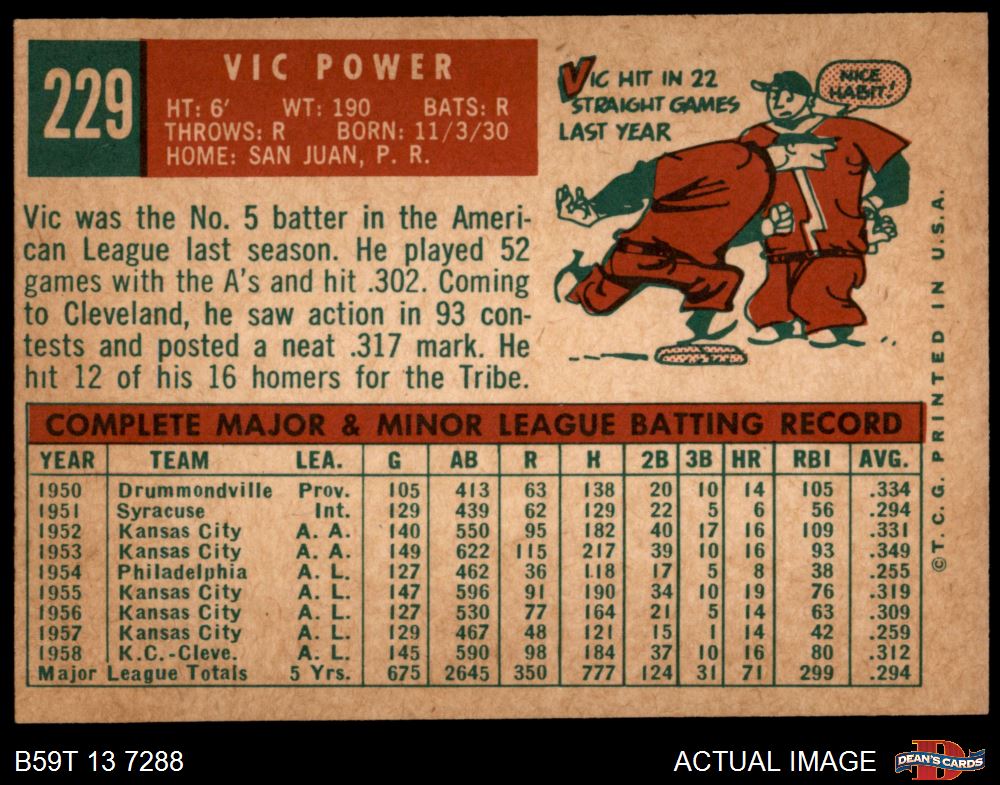 229
VIC POWER
HT: 6' WT: 190 BATS: R
THROWS: R BORN: 11/3/30
HOME: SAN JUAN, P. R.
VIC HIT IN 22
STRAIGHT GAMES
LAST YEAR
NICE
HABIT!
Vic was the No. 5 batter in the Ameri-
can League last season. He played 52
games with the A's and hit .302. Coming
to Cleveland, he saw action in 93 con-
tests and posted a neat .317 mark. He
hit 12 of his 16 homers for the Tribe.
COMPLETE MAJOR & MINOR LEAGUE BATTING RECORD
YEAR TEAM LEA. G AB R H 2B 3B HR RBI AVG.
1950 Drummondville Prov. 105 413 63 138 20 10 14 105 .334
1951 Syracuse Int. 129 439 62 129 22 5 6 56 .294
1952 Kansas City A. A. 140 550 95 182 40 17 16 109 .331
1953 Kansas City A. A. 149 622 115 217 39 10 16 93 .349
1954 Philadelphia A. L. 127 462 36 118 17 5 8 38 .255
1955 Kansas City A. L. 147 596 91 190 34 10 19 76 .319
1956 Kansas City A. L. 127 530 77 164 21 5 14 63 .309
1957 Kansas City A. L. 129 467 48 121 15 1 14 42 .259
1958 K.C.-Cleve. A. L. 145 590 98 184 37 10 16 80 .312
Major League Totals 5 Yrs. 675 2645 350 777 124 31 71 299 .294
© T. C. G. PRINTED IN U.S.A.
B59T 13 7288
ACTUAL IMAGE
D
DEAN'S CARDS